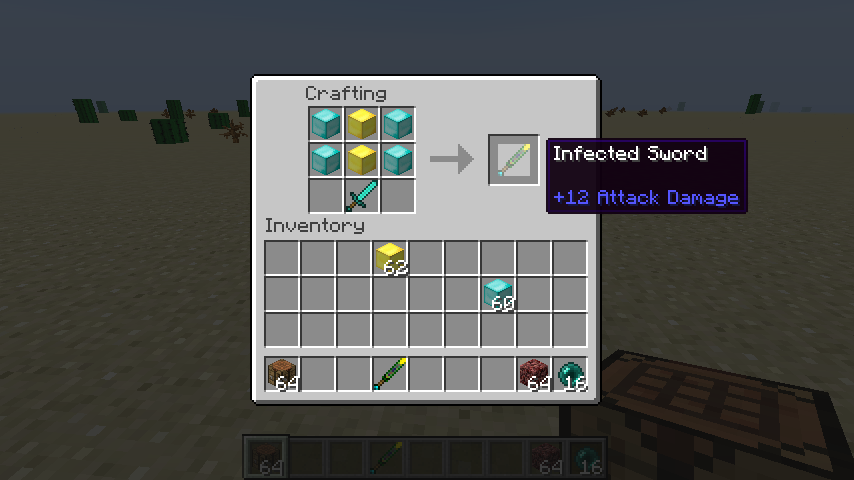 Crafting
Infected Sword
+12 Attack Damage
Inventory
62
60
64
64
16
64
64
16